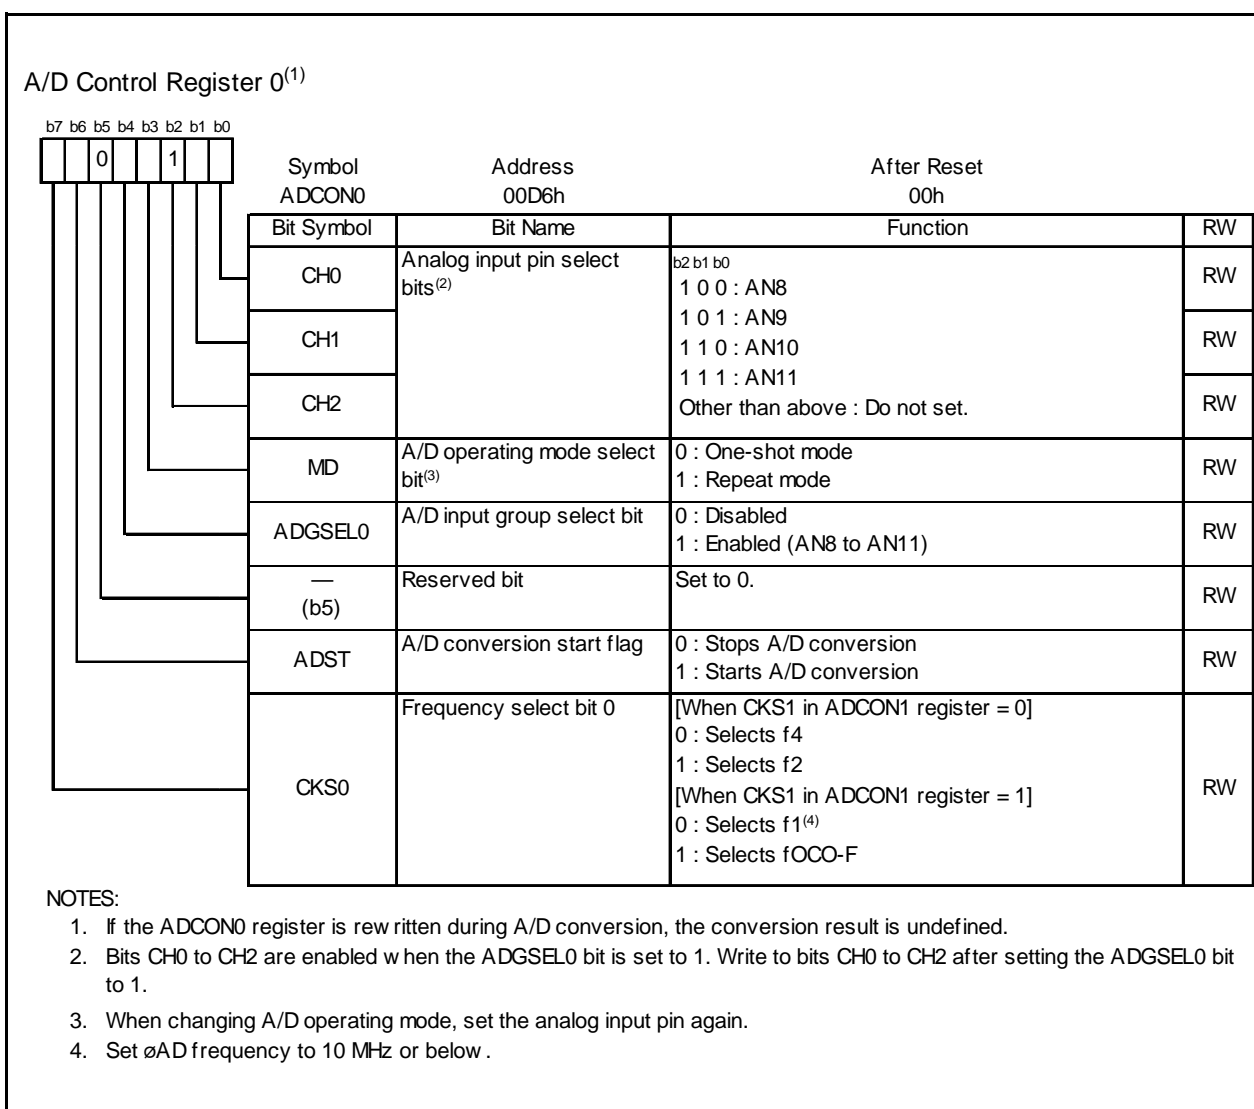 A/D Control Register 0(1)
b7 b6 b5 b4 b3 b2 b1 b0
0 1
Symbol Address After Reset
ADCON0 00D6h 00h
Bit Symbol Bit Name Function RW
CH0 Analog input pin select bits(2) RW
b2 b1 b0
1 0 0 : AN8
1 0 1 : AN9
CH1 RW
1 1 0 : AN10
1 1 1 : AN11
CH2 RW
Other than above : Do not set.
MD A/D operating mode select bit(3) RW
0 : One-shot mode
1 : Repeat mode
ADGSEL0 A/D input group select bit RW
0 : Disabled
1 : Enabled (AN8 to AN11)
— (b5) Reserved bit Set to 0. RW
ADST A/D conversion start flag RW
0 : Stops A/D conversion
1 : Starts A/D conversion
CKS0 Frequency select bit 0 RW
[When CKS1 in ADCON1 register = 0]
0 : Selects f4
1 : Selects f2
[When CKS1 in ADCON1 register = 1]
0 : Selects f1(4)
1 : Selects fOCO-F
NOTES:
1. If the ADCON0 register is rewritten during A/D conversion, the conversion result is undefined.
2. Bits CH0 to CH2 are enabled when the ADGSEL0 bit is set to 1. Write to bits CH0 to CH2 after setting the ADGSEL0 bit
to 1.
3. When changing A/D operating mode, set the analog input pin again.
4. Set øAD frequency to 10 MHz or below.